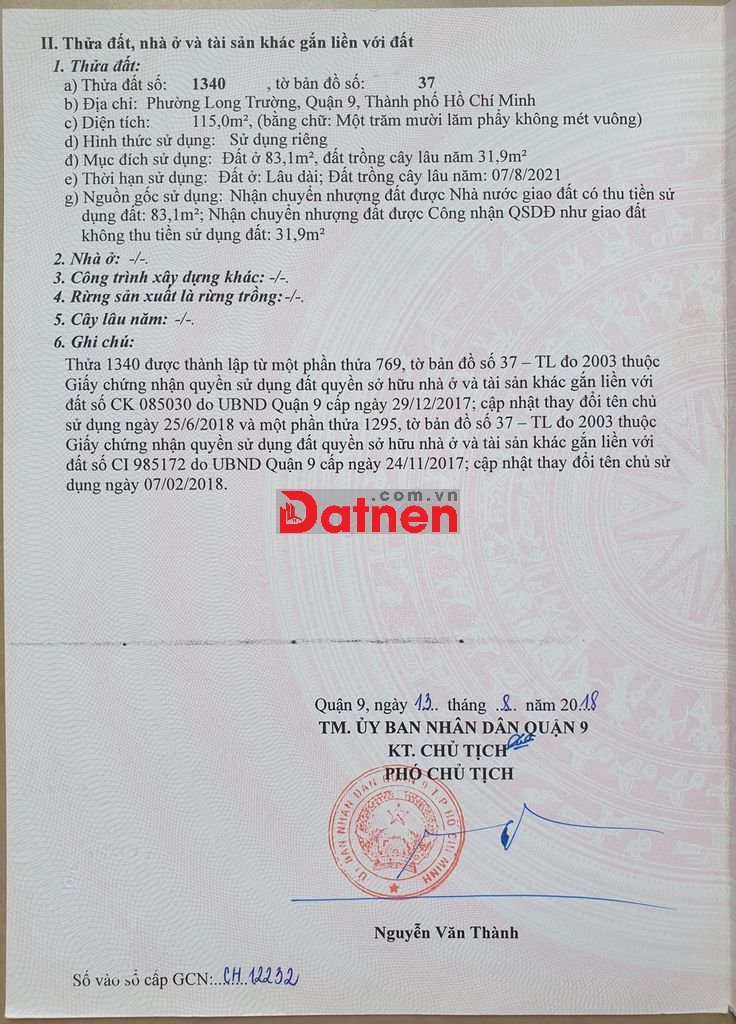 II. Thửa đất, nhà ở và tài sản khác gắn liền với đất
1. Thửa đất:
a) Thửa đất số: 1340 , tờ bản đồ số: 37
b) Địa chỉ: Phường Long Trường, Quận 9, Thành phố Hồ Chí Minh
c) Diện tích: 115,0m², (bằng chữ: Một trăm mười lăm phẩy không mét vuông)
d) Hình thức sử dụng: Sử dụng riêng
đ) Mục đích sử dụng: Đất ở 83,1m², đất trồng cây lâu năm 31,9m²
e) Thời hạn sử dụng: Đất ở: Lâu dài; Đất trồng cây lâu năm: 07/8/2021
g) Nguồn gốc sử dụng: Nhận chuyển nhượng đất được Nhà nước giao đất có thu tiền sử
dụng đất: 83,1m²; Nhận chuyển nhượng đất được Công nhận QSDĐ như giao đất
không thu tiền sử dụng đất: 31,9m²
2. Nhà ở: -/-.
3. Công trình xây dựng khác: -/-.
4. Rừng sản xuất là rừng trồng:-/-.
5. Cây lâu năm: -/-.
6. Ghi chú:
Thửa 1340 được thành lập từ một phần thửa 769, tờ bản đồ số 37 – TL đo 2003 thuộc
Giấy chứng nhận quyền sử dụng đất quyền sở hữu nhà ở và tài sản khác gắn liền với
đất số CK 085030 do UBND Quận 9 cấp ngày 29/12/2017; cập nhật thay đổi tên chủ
sử dụng ngày 25/6/2018 và một phần thửa 1295, tờ bản đồ số 37 – TL đo 2003 thuộc
Giấy chứng nhận quyền sử dụng đất quyền sở hữu nhà ở và tài sản khác gắn liền với
đất số CI 985172 do UBND Quận 9 cấp ngày 24/11/2017; cập nhật thay đổi tên chủ sử
dụng ngày 07/02/2018.
.com.vn
Datnen
Quận 9, ngày 13.. tháng ..8.. năm 2018
TM. ỦY BAN NHÂN DÂN QUẬN 9
KT. CHỦ TỊCH
PHÓ CHỦ TỊCH
ỦY BAN NHÂN DÂN QUẬN 9 T.P HỒ CHÍ MINH
Nguyễn Văn Thành
Số vào sổ cấp GCN:.......CH.12232